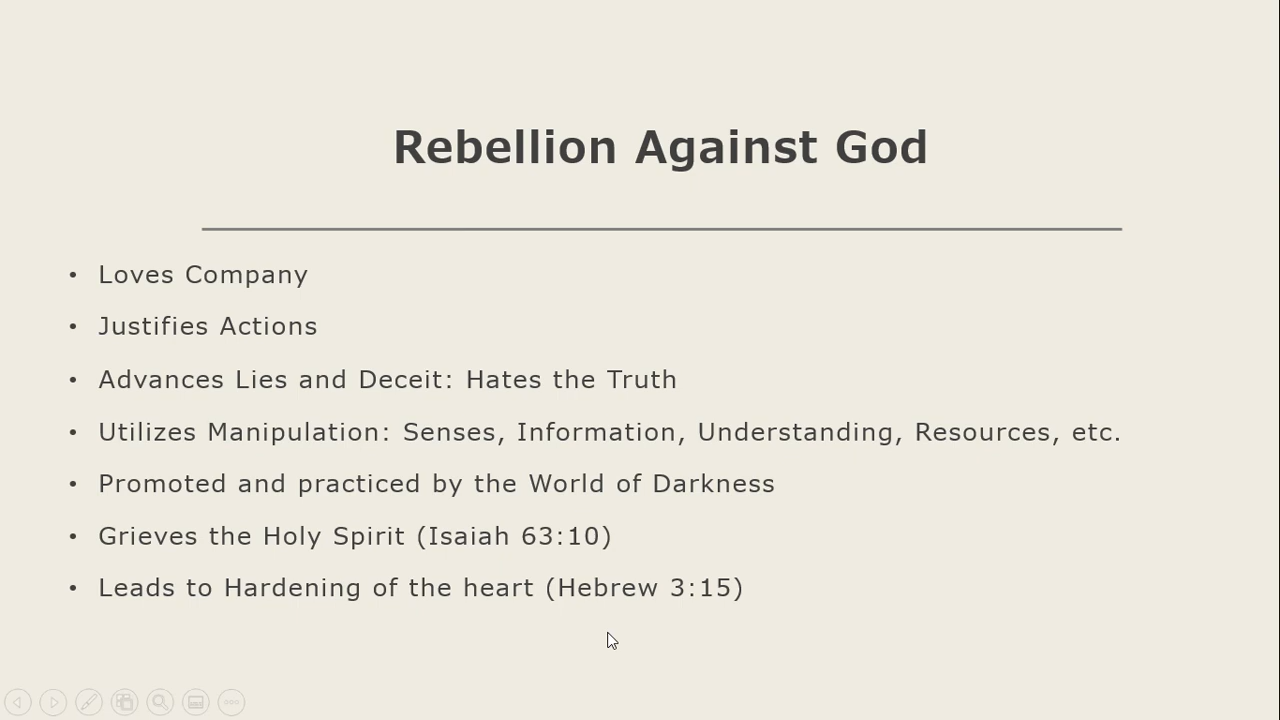 Rebellion Against God
• Loves Company
• Justifies Actions
• Advances Lies and Deceit: Hates the Truth
• Utilizes Manipulation: Senses, Information, Understanding, Resources, etc.
• Promoted and practiced by the World of Darkness
• Grieves the Holy Spirit (Isaiah 63:10)
• Leads to Hardening of the heart (Hebrew 3:15)